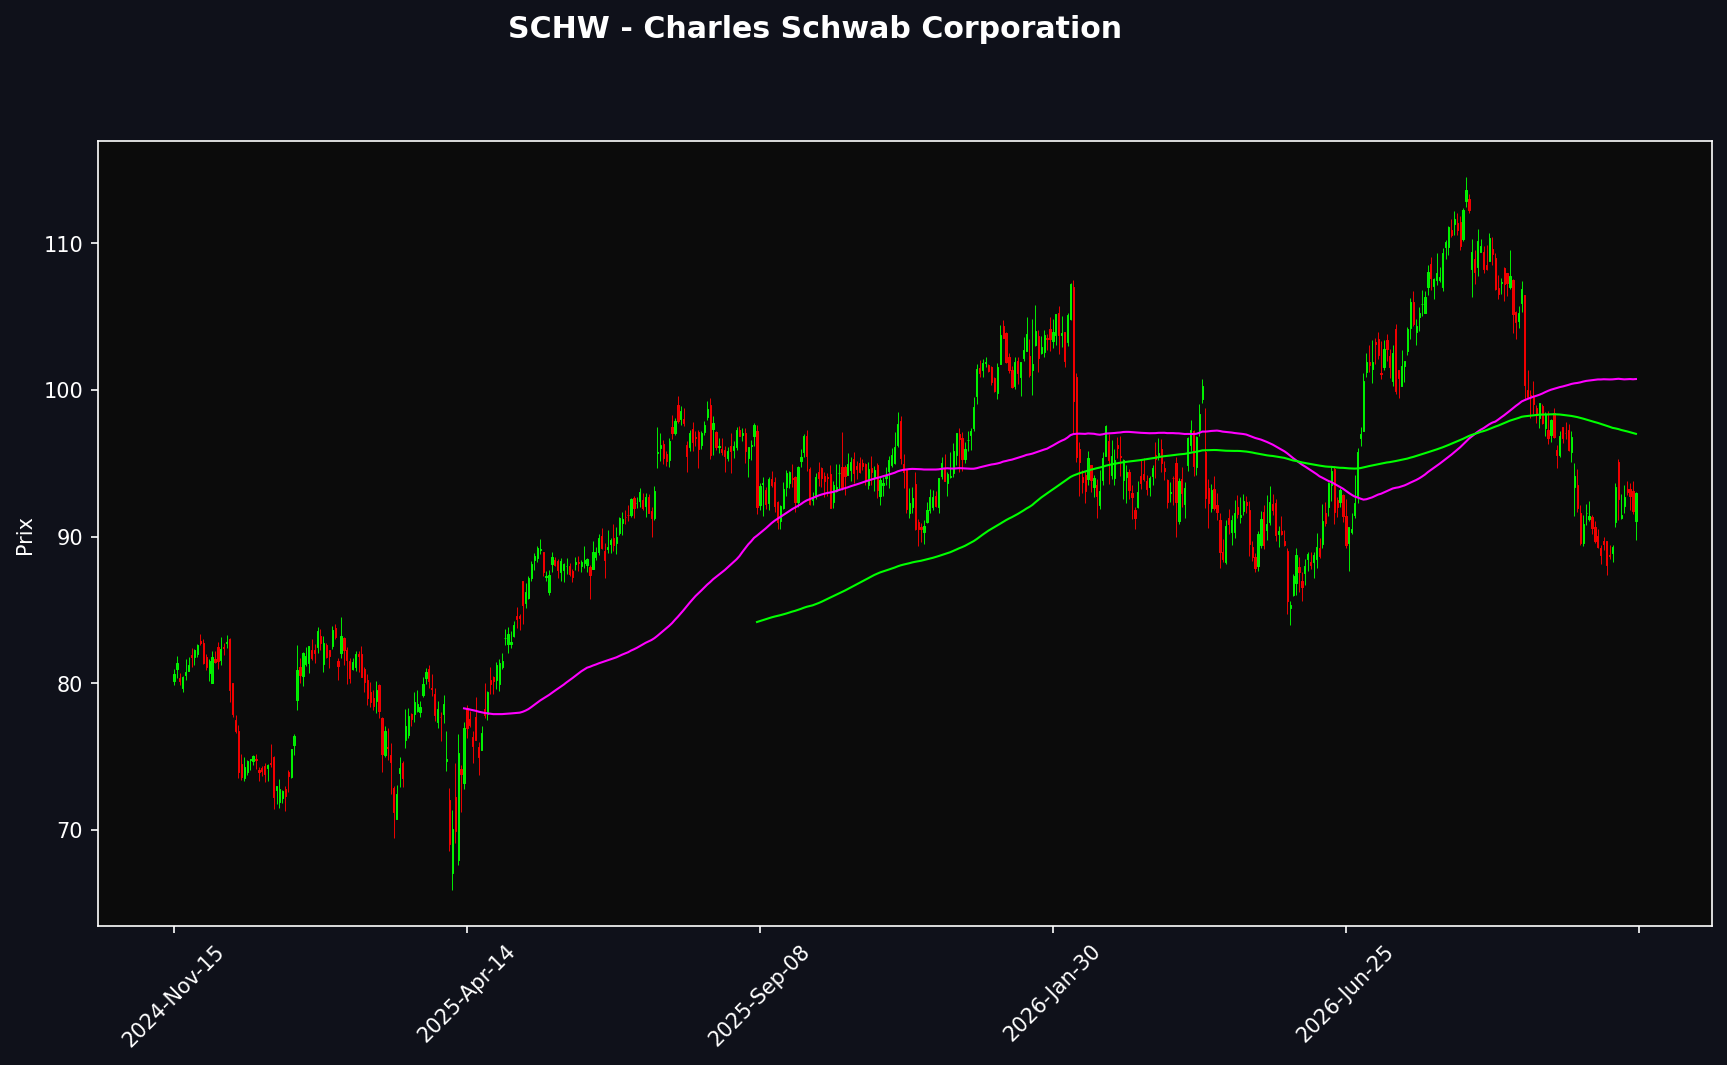 SCHW - Charles Schwab Corporation
Prix
110
100
90
80
70
2024-Nov-15
2025-Apr-14
2025-Sep-08
2026-Jan-30
2026-Jun-25